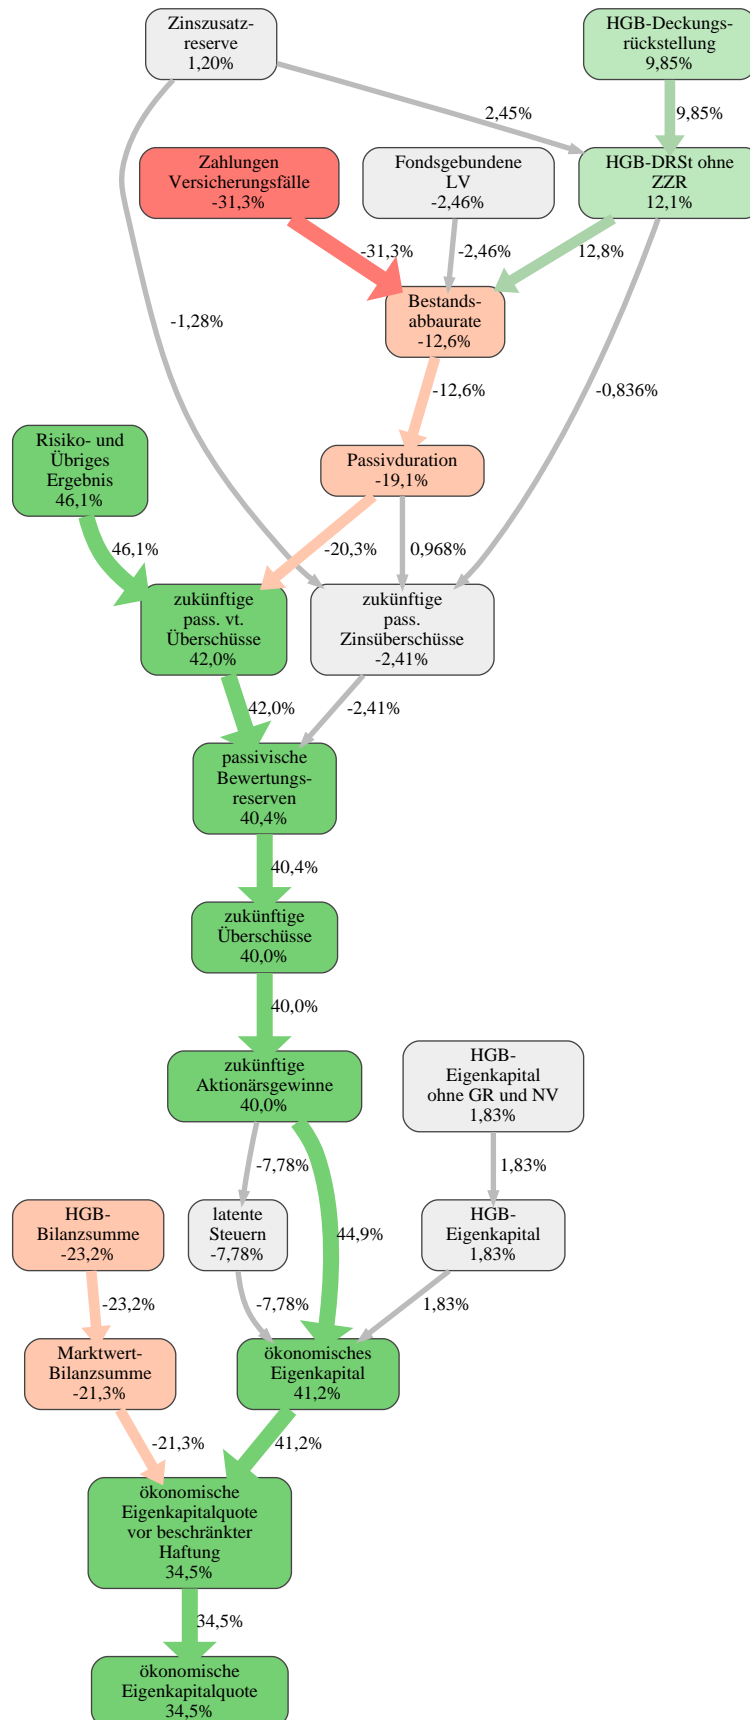 Zinszusatz-
reserve
1,20%
HGB-Deckungs-
rückstellung
9,85%
2,45%
9,85%
Zahlungen
Versicherungsfälle
-31,3%
Fondsgebundene
LV
-2,46%
HGB-DRSt ohne
ZZR
12,1%
-31,3%
-2,46%
12,8%
Bestands-
abbaurate
-12,6%
-1,28%
-0,836%
-12,6%
Risiko- und
Übriges
Ergebnis
46,1%
Passivduration
-19,1%
46,1%
-20,3%
0,968%
zukünftige
pass. vt.
Überschüsse
42,0%
zukünftige
pass.
Zinsüberschüsse
-2,41%
42,0%
-2,41%
passivische
Bewertungs-
reserven
40,4%
40,4%
zukünftige
Überschüsse
40,0%
40,0%
zukünftige
Aktionärsgewinne
40,0%
HGB-
Eigenkapital
ohne GR und NV
1,83%
-7,78%
1,83%
HGB-
Bilanzsumme
-23,2%
latente
Steuern
-7,78%
44,9%
HGB-
Eigenkapital
1,83%
-23,2%
-7,78%
1,83%
Marktwert-
Bilanzsumme
-21,3%
ökonomisches
Eigenkapital
41,2%
-21,3%
41,2%
ökonomische
Eigenkapitalquote
vor beschränkter
Haftung
34,5%
34,5%
ökonomische
Eigenkapitalquote
34,5%